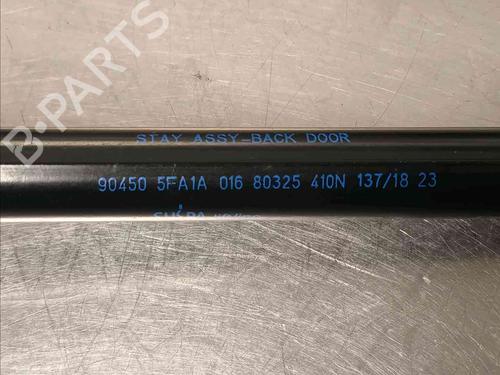 B-PARTS
STAY ASSY-BACK DOOR
90450 5FA1A 016 80325 410N 137/18 23